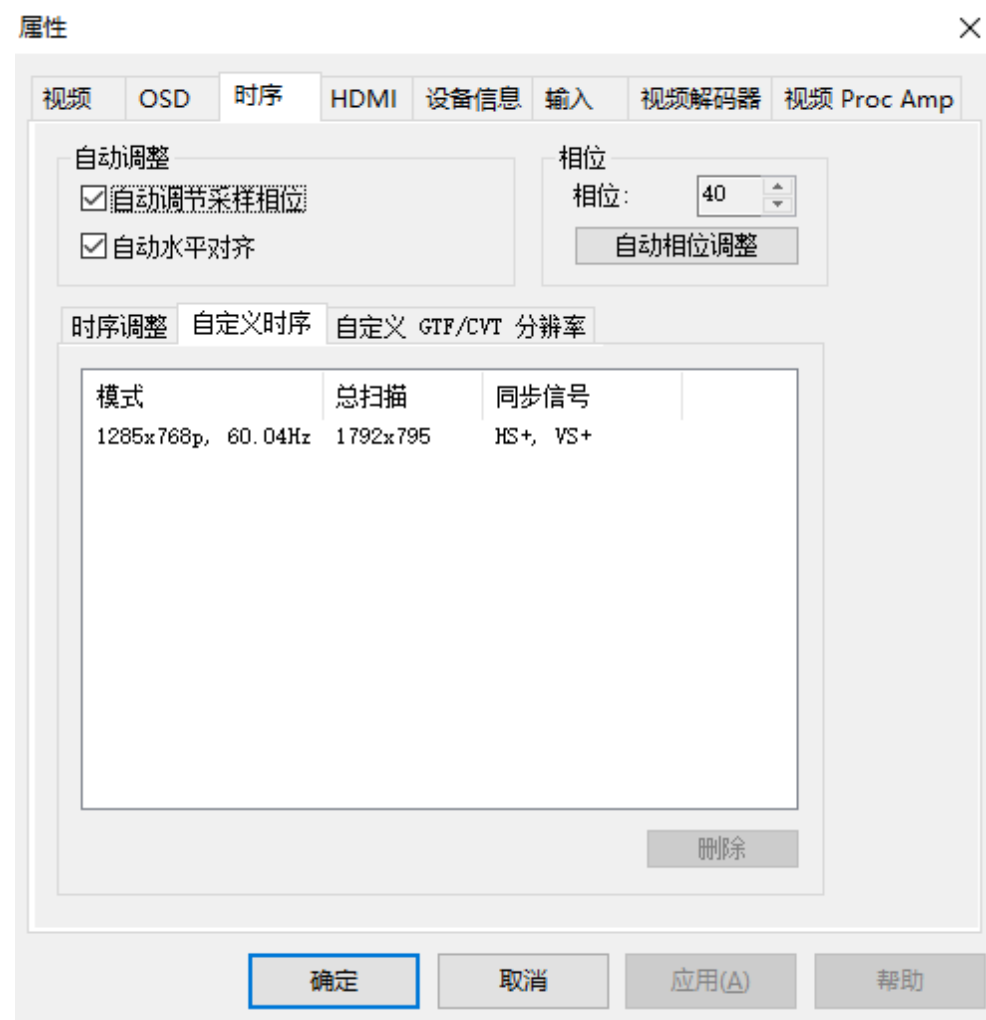 属性
视频 OSD 时序 HDMI 设备信息 输入 视频解码器 视频 Proc Amp
自动调整 相位
自动调节采样相位 相位: 40
自动水平对齐 自动相位调整
时序调整 自定义时序 自定义 GTF/CVT 分辨率
模式 总扫描 同步信号
1285x768p, 60.04Hz 1792x795 HS+, VS+
删除
确定 取消 应用(A) 帮助